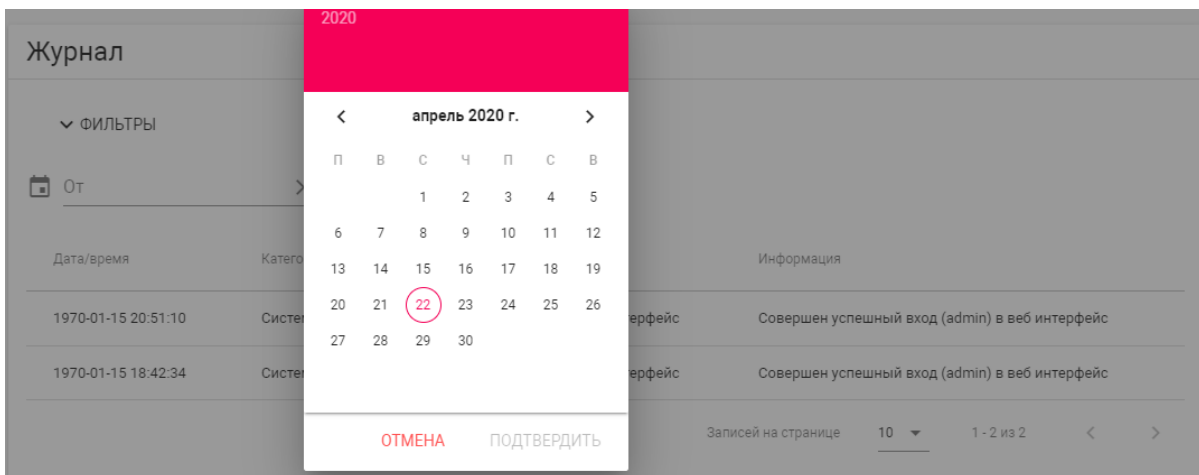 2020
Журнал
ФИЛЬТРЫ
От
апрель 2020 г.
П В С Ч П С В
1 2 3 4 5
6 7 8 9 10 11 12
13 14 15 16 17 18 19
20 21 22 23 24 25 26
27 28 29 30
ОТМЕНА ПОДТВЕРДИТЬ
Дата/время Информация
1970-01-15 20:51:10 Совершен успешный вход (admin) в веб интерфейс
1970-01-15 18:42:34 Совершен успешный вход (admin) в веб интерфейс
Записей на странице 10 1 - 2 из 2